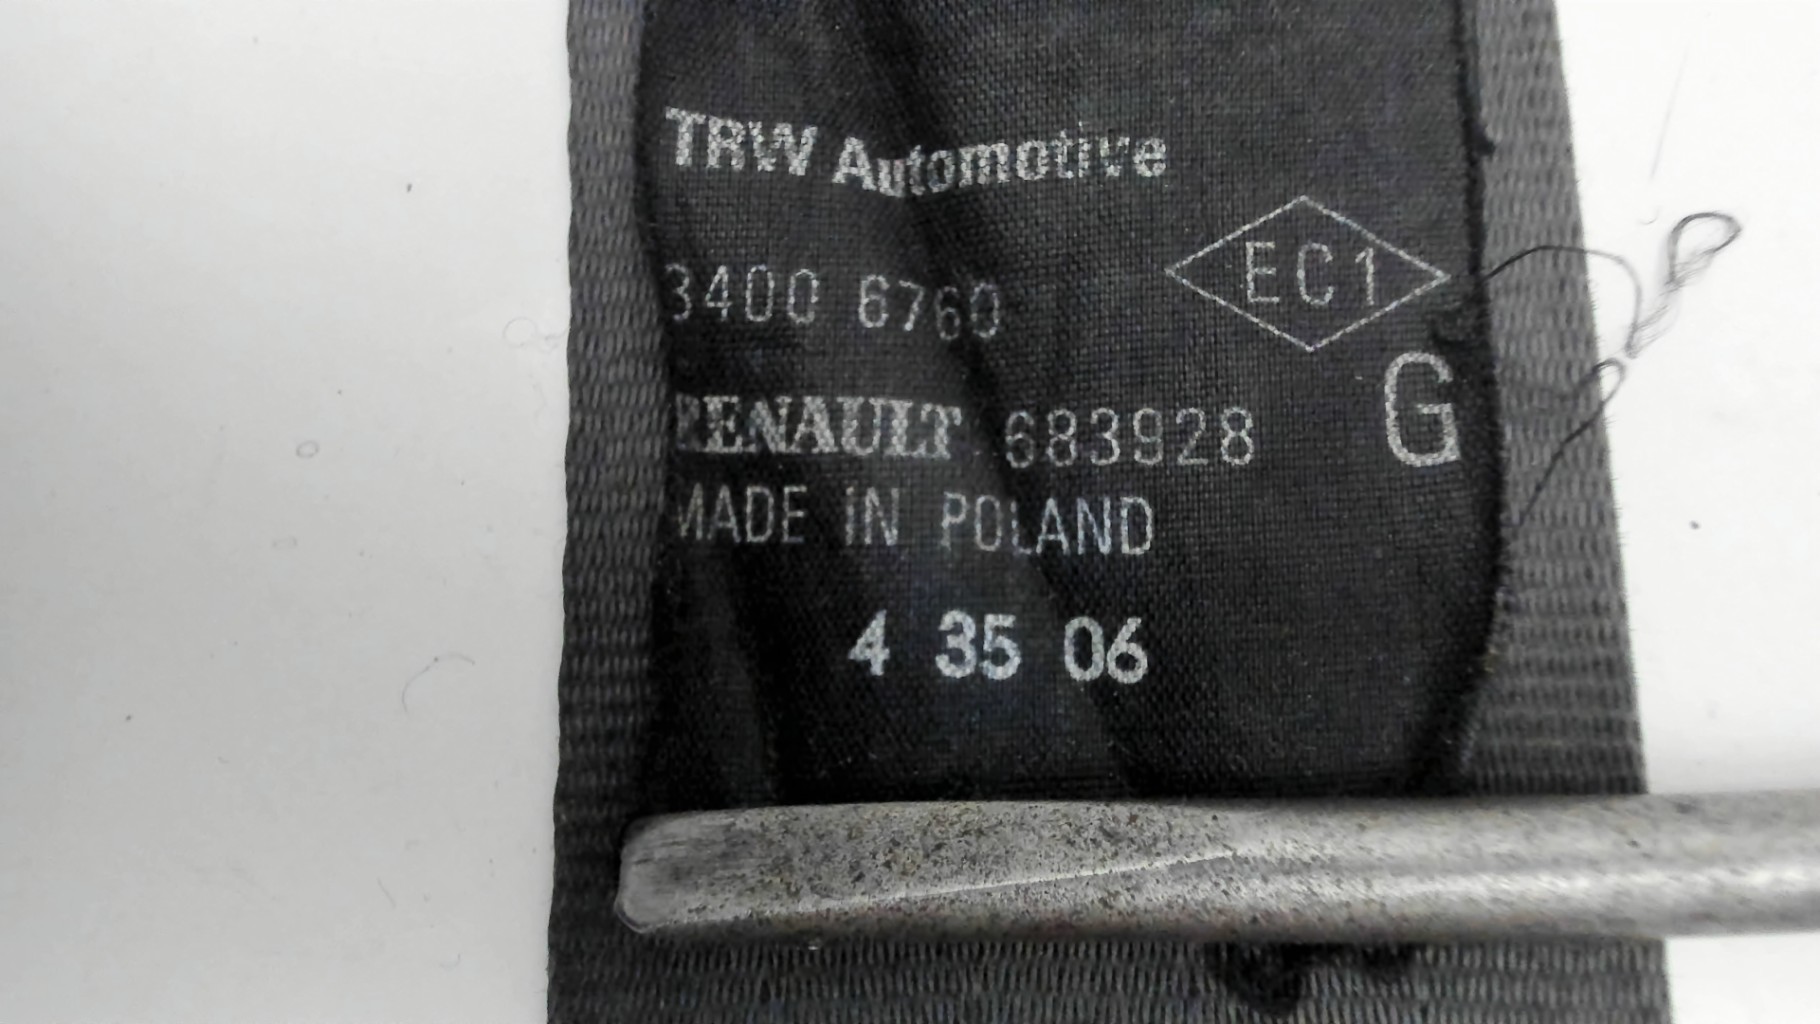 TRW Automotive
3400 6760
EC1
RENAULT 683928
G
MADE IN POLAND
4 35 06